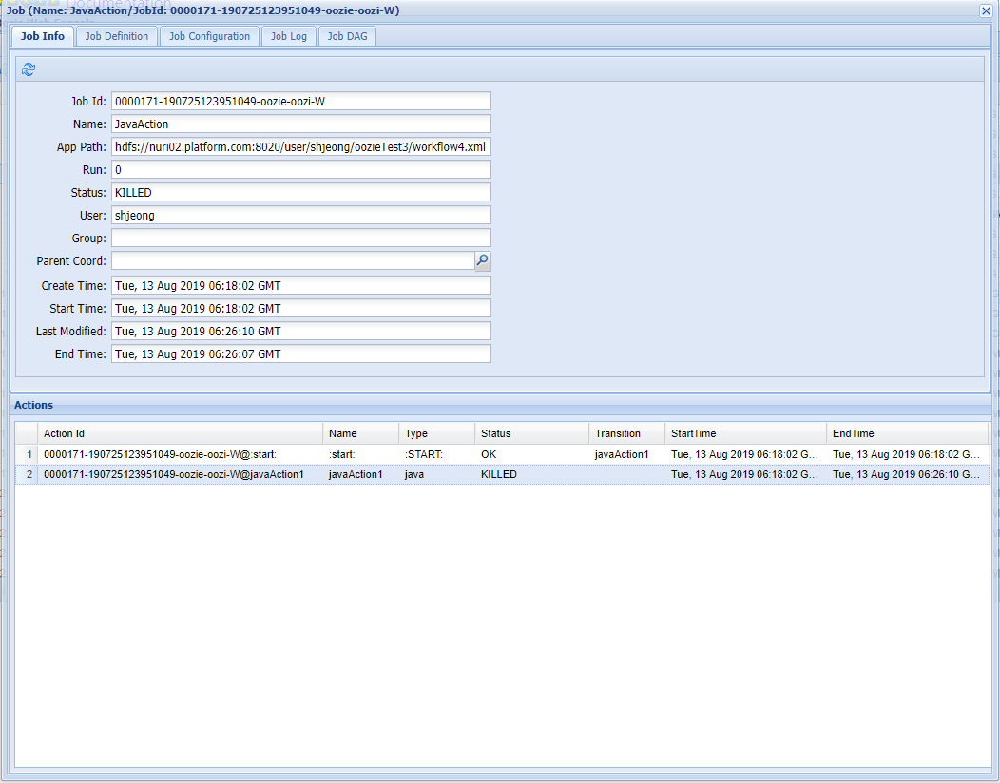 Documentation
Job (Name: JavaAction/JobId: 0000171-190725123951049-oozie-oozi-W)
Job Info Job Definition Job Configuration Job Log Job DAG
Job Id: 0000171-190725123951049-oozie-oozi-W
Name: JavaAction
App Path: hdfs://nuri02.platform.com:8020/user/shjeong/oozieTest3/workflow4.xml
Run: 0
Status: KILLED
User: shjeong
Group:
Parent Coord:
Create Time: Tue, 13 Aug 2019 06:18:02 GMT
Start Time: Tue, 13 Aug 2019 06:18:02 GMT
Last Modified: Tue, 13 Aug 2019 06:26:10 GMT
End Time: Tue, 13 Aug 2019 06:26:07 GMT
Actions
Action Id Name Type Status Transition StartTime EndTime
1 0000171-190725123951049-oozie-oozi-W@:start: :start: :START: OK javaAction1 Tue, 13 Aug 2019 06:18:02 G... Tue, 13 Aug 2019 06:18:02 G...
2 0000171-190725123951049-oozie-oozi-W@javaAction1 javaAction1 java KILLED Tue, 13 Aug 2019 06:18:02 G... Tue, 13 Aug 2019 06:26:10 G...